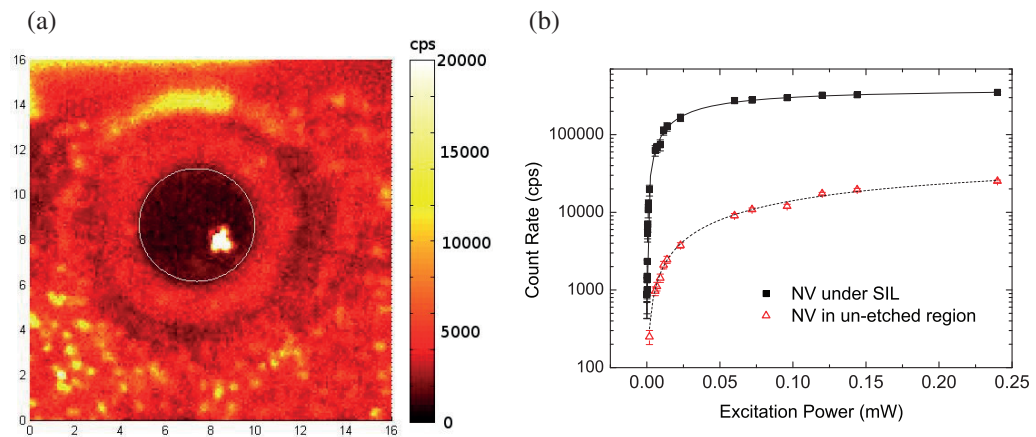 (a)
cps
16
14
12
10
8
6
4
2
0
0 2 4 6 8 10 12 14 16
20000
15000
10000
5000
0
(b)
Count Rate (cps)
100000
10000
1000
100
NV under SIL
NV in un-etched region
0.00 0.05 0.10 0.15 0.20 0.25
Excitation Power (mW)